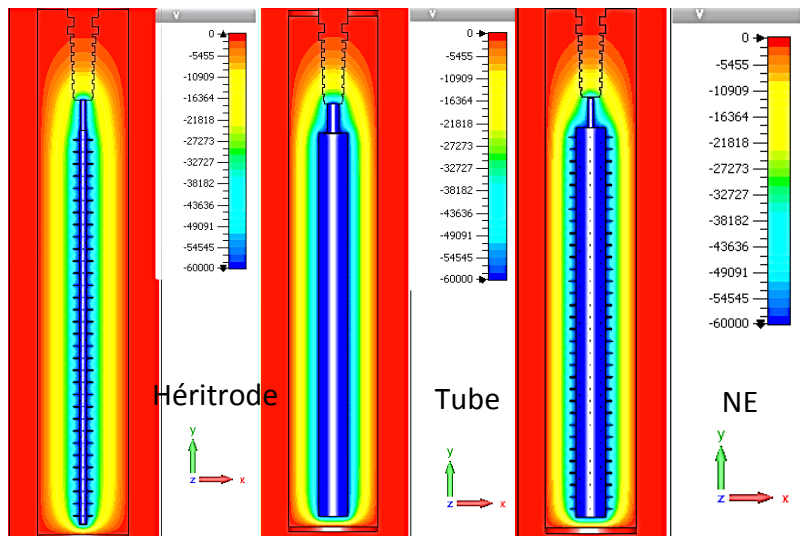 V
0
-5455
-10909
-16364
-21818
-27273
-32727
-38182
-43636
-49091
-54545
-60000
Héritrode
y
z
x
V
0
-5455
-10909
-16364
-21818
-27273
-32727
-38182
-43636
-49091
-54545
-60000
Tube
y
z
x
V
0
-5455
-10909
-16364
-21818
-27273
-32727
-38182
-43636
-49091
-54545
-60000
NE
y
z
x